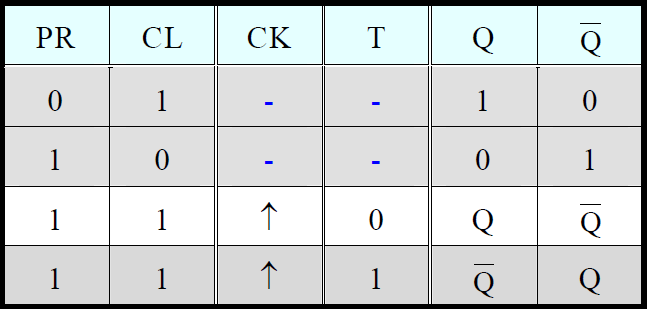 PR CL CK T Q Q̅
0 1 - - 1 0
1 0 - - 0 1
1 1 ↑ 0 Q Q̅
1 1 ↑ 1 Q̅ Q